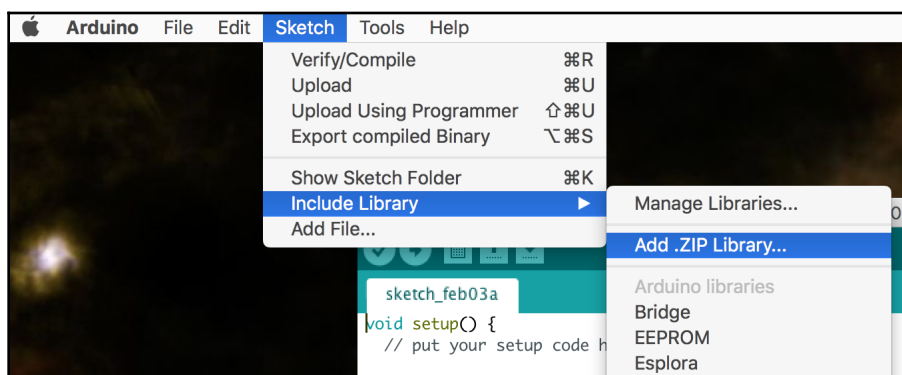 Arduino File Edit Sketch Tools Help
Verify/Compile ⌘R
Upload ⌘U
Upload Using Programmer ⇧⌘U
Export compiled Binary ⌥⌘S
Show Sketch Folder ⌘K
Include Library ▶
Add File...
Manage Libraries...
Add .ZIP Library...
Arduino libraries
Bridge
EEPROM
Esplora
sketch_feb03a
void setup() {
// put your setup code